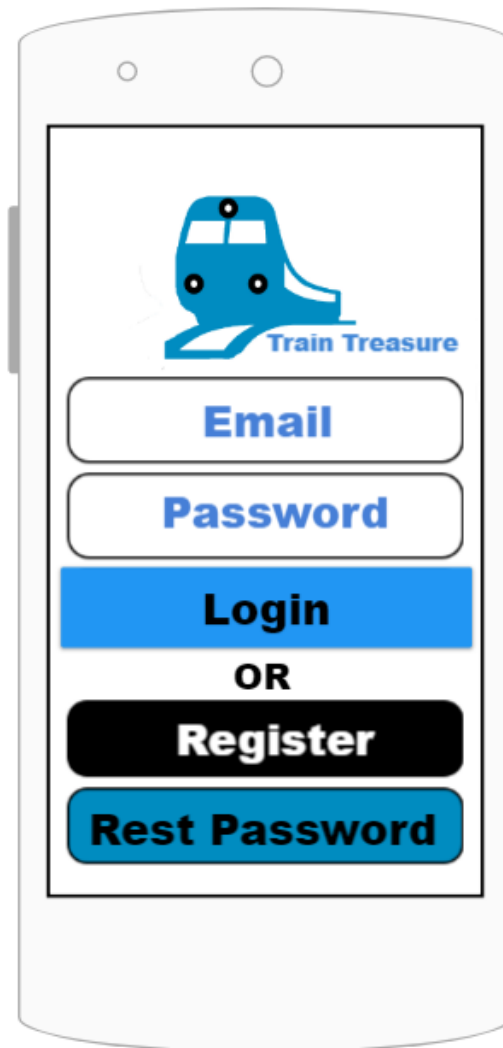 Train Treasure
Email
Password
Login
OR
Register
Rest Password